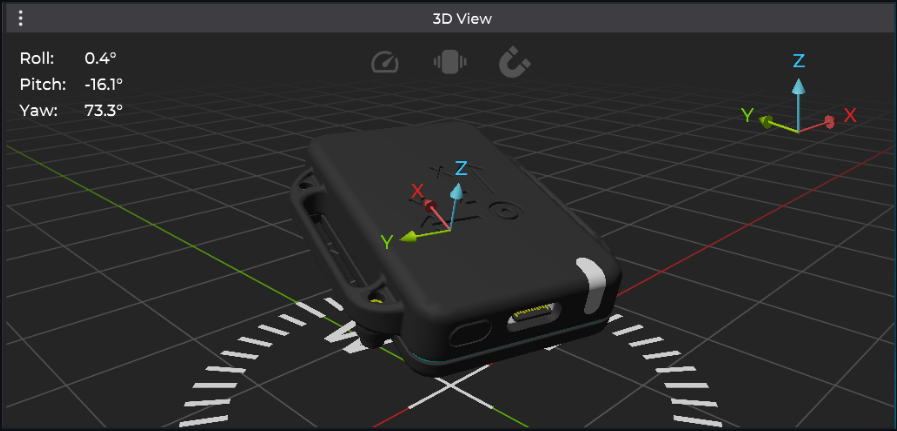 3D View
Roll: 0.4°
Pitch: -16.1°
Yaw: 73.3°
Z
Y
X
Z
X
Y
W